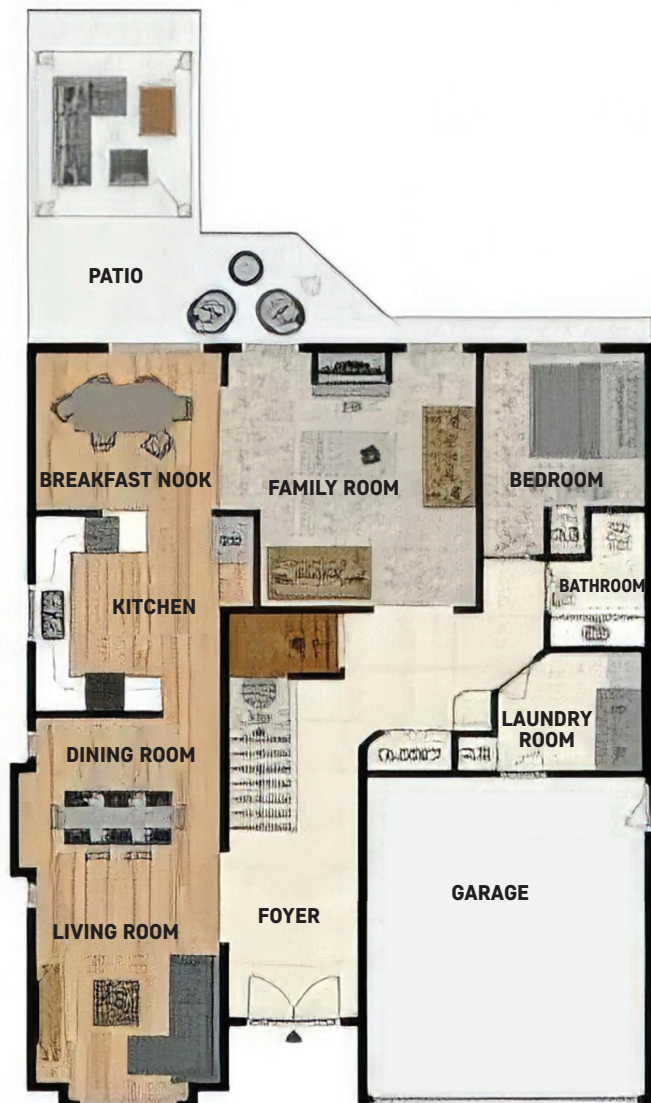 PATIO
BREAKFAST NOOK
FAMILY ROOM
BEDROOM
KITCHEN
BATHROOM
LAUNDRY
ROOM
DINING ROOM
GARAGE
FOYER
LIVING ROOM